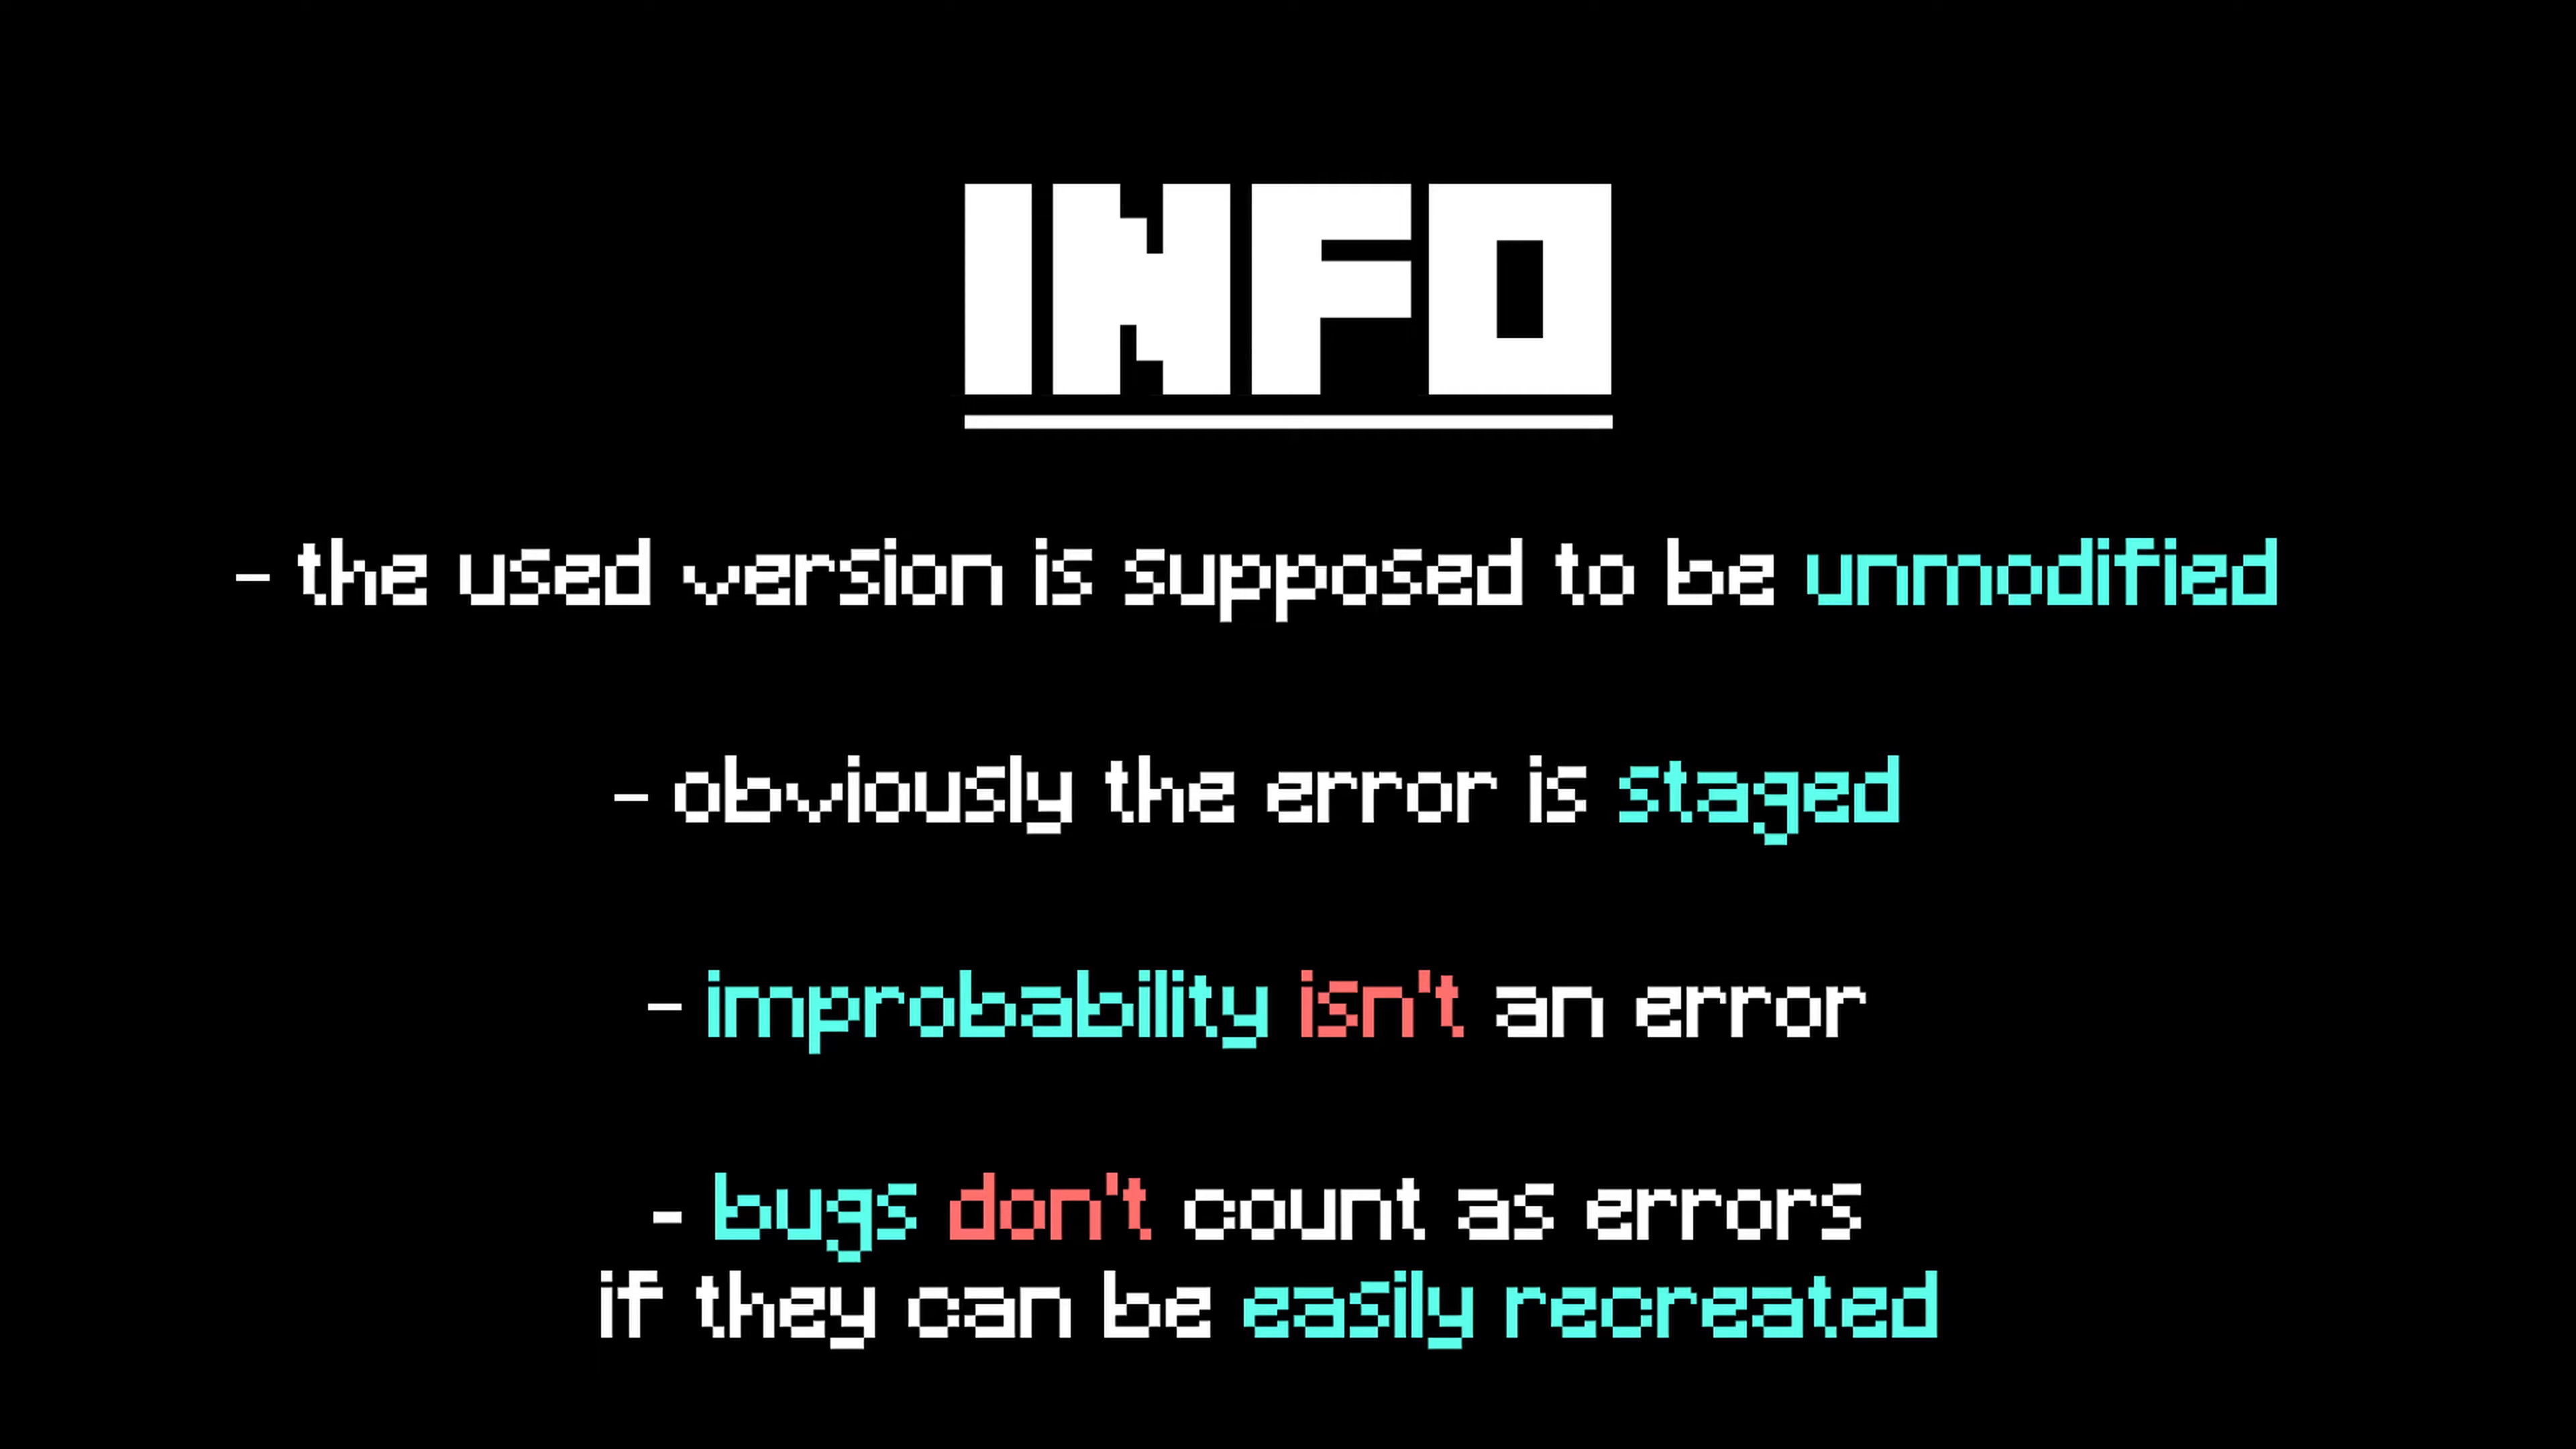 INFO
- the used version is supposed to be unmodified
- obviously the error is staged
- improbability isn't an error
- bugs don't count as errors
if they can be easily recreated